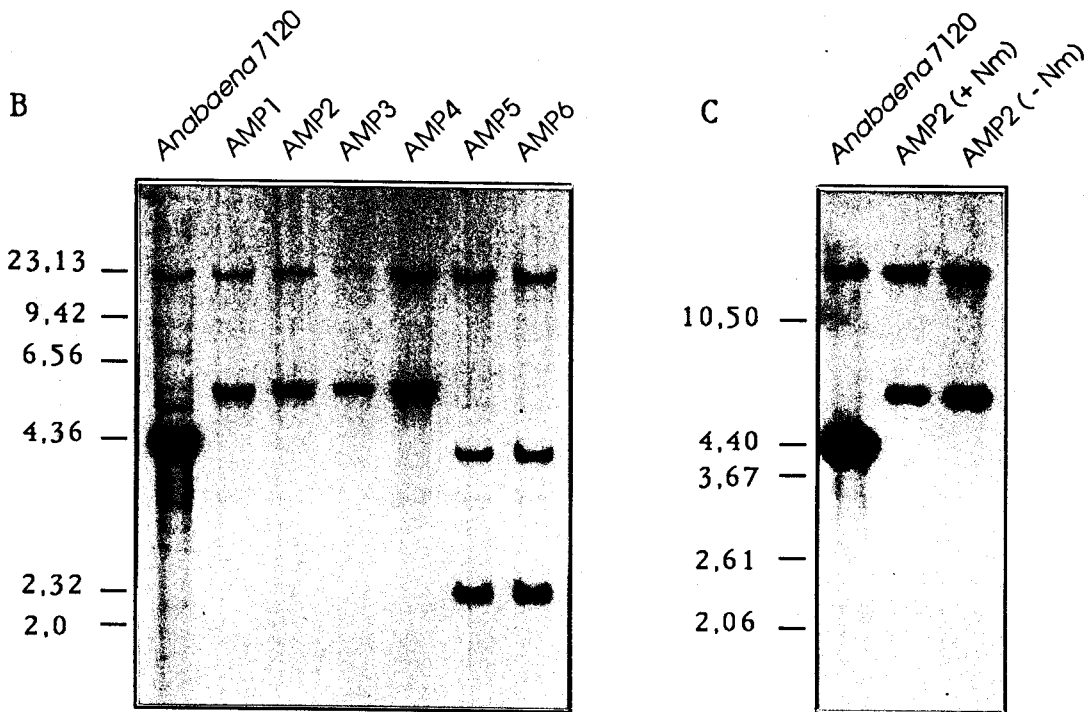 B
Anabaena 7120
AMP1
AMP2
AMP3
AMP4
AMP5
AMP6
23,13
9,42
6,56
4,36
2,32
2,0
C
Anabaena 7120
AMP2 (+ Nm)
AMP2 (- Nm)
10,50
4,40
3,67
2,61
2,06